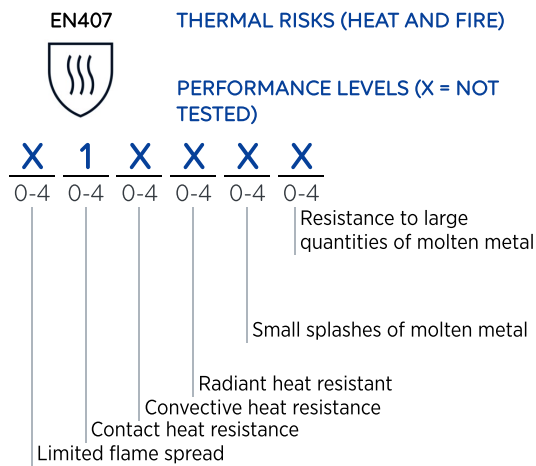 EN407
THERMAL RISKS (HEAT AND FIRE)
PERFORMANCE LEVELS (X = NOT
TESTED)
X 1 X X X X
0-4 0-4 0-4 0-4 0-4 0-4
Resistance to large
quantities of molten metal
Small splashes of molten metal
Radiant heat resistant
Convective heat resistance
Contact heat resistance
Limited flame spread